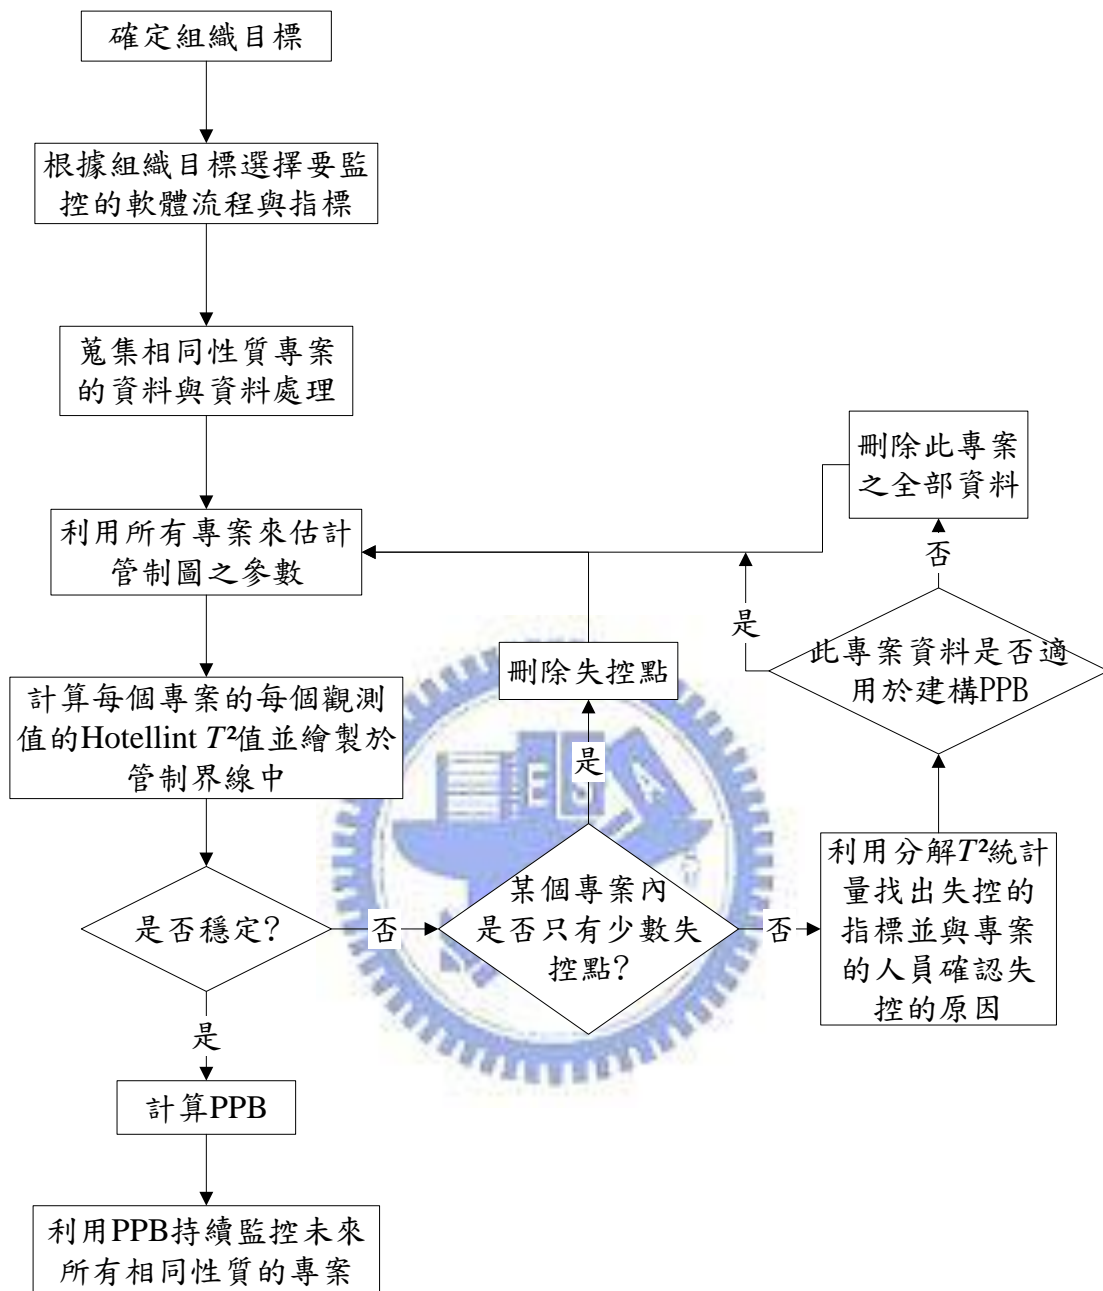 確定組織目標
根據組織目標選擇要監
控的軟體流程與指標
蒐集相同性質專案
的資料與資料處理
利用所有專案來估計
管制圖之參數
計算每個專案的每個觀測
值的Hotellint T²值並繪製於
管制界線中
是否穩定?
否
是
計算PPB
利用PPB持續監控未來
所有相同性質的專案
某個專案內
是否只有少數失
控點?
是
刪除失控點
否
利用分解T²統計
量找出失控的
指標並與專案
的人員確認失
控的原因
此專案資料是否適
用於建構PPB
是
否
刪除此專案
之全部資料
E
S
A